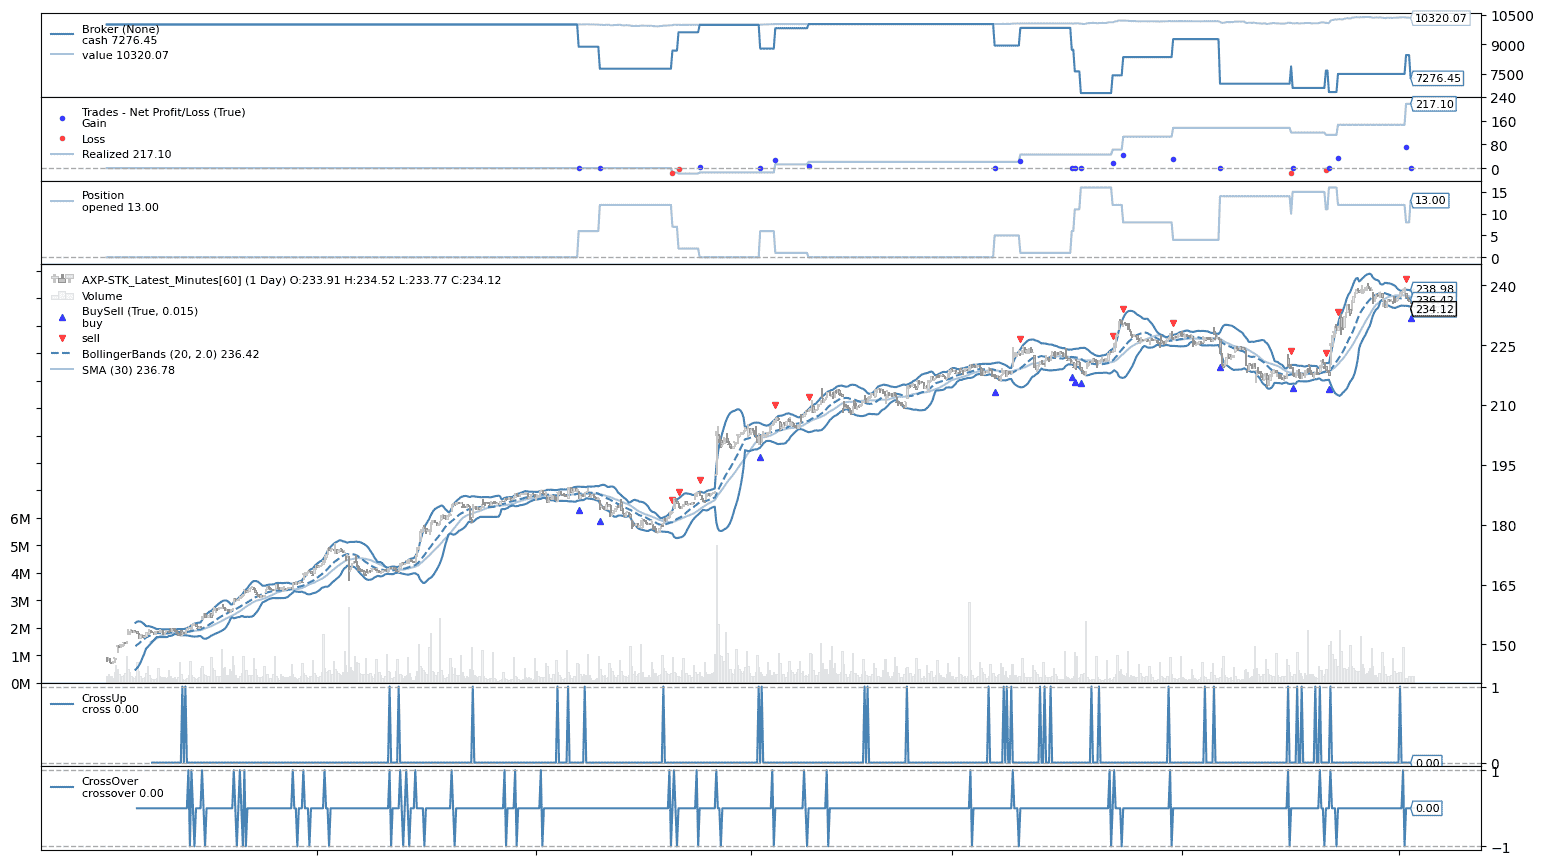 Broker (None)
cash 7276.45
value 10320.07
10500
10320.07
9000
7500
7276.45
Trades - Net Profit/Loss (True)
Gain
Loss
Realized 217.10
240
217.10
160
80
0
Position
opened 13.00
15
13.00
10
5
0
AXP-STK_Latest_Minutes[60] (1 Day) O:233.91 H:234.52 L:233.77 C:234.12
Volume
BuySell (True, 0.015)
buy
sell
BollingerBands (20, 2.0) 236.42
SMA (30) 236.78
240
238.98
236.42
234.12
225
210
195
180
165
150
6M
5M
4M
3M
2M
1M
0M
CrossUp
cross 0.00
1
0
0.00
CrossOver
crossover 0.00
1
0.00
−1